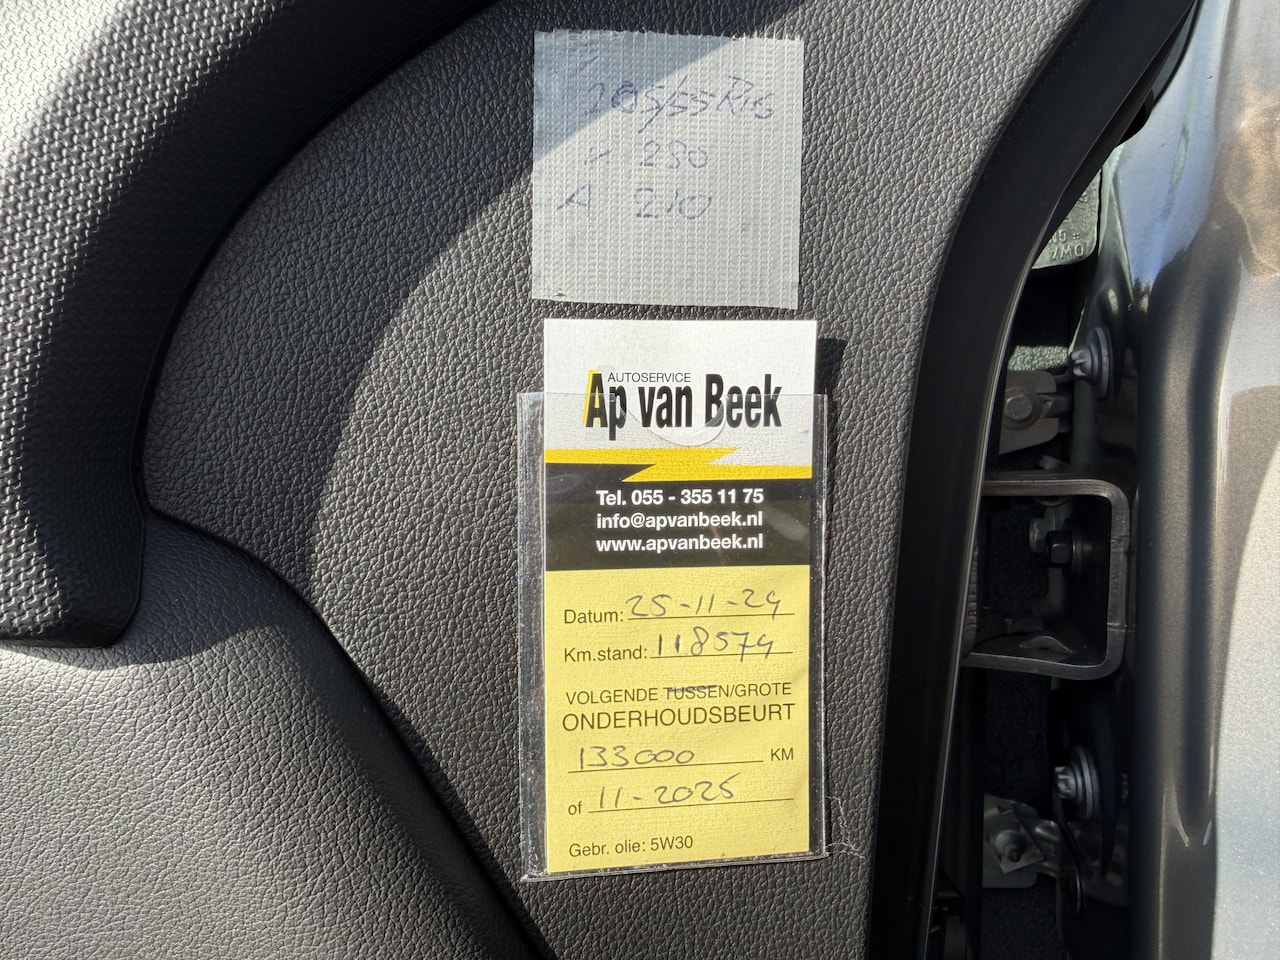 205/55R16
V 230
A 210
AUTOSERVICE
Ap van Beek
Tel. 055 - 355 11 75
info@apvanbeek.nl
www.apvanbeek.nl
Datum: 25-11-24
Km.stand: 118574
VOLGENDE TUSSEN/GROTE
ONDERHOUDSBEURT
133000 KM
of 11-2025
Gebr. olie: 5W30